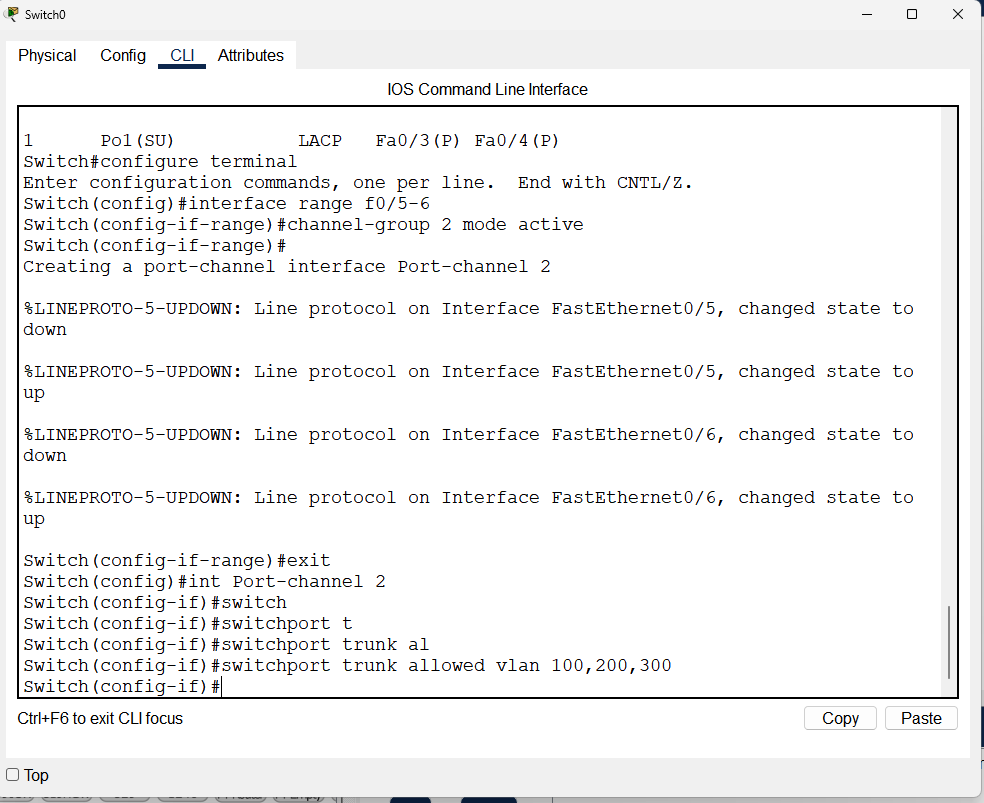 Switch0
Physical Config CLI Attributes
IOS Command Line Interface
1 Po1(SU) LACP Fa0/3(P) Fa0/4(P)
Switch#configure terminal
Enter configuration commands, one per line. End with CNTL/Z.
Switch(config)#interface range f0/5-6
Switch(config-if-range)#channel-group 2 mode active
Switch(config-if-range)#
Creating a port-channel interface Port-channel 2
%LINEPROTO-5-UPDOWN: Line protocol on Interface FastEthernet0/5, changed state to
down
%LINEPROTO-5-UPDOWN: Line protocol on Interface FastEthernet0/5, changed state to
up
%LINEPROTO-5-UPDOWN: Line protocol on Interface FastEthernet0/6, changed state to
down
%LINEPROTO-5-UPDOWN: Line protocol on Interface FastEthernet0/6, changed state to
up
Switch(config-if-range)#exit
Switch(config)#int Port-channel 2
Switch(config-if)#switch
Switch(config-if)#switchport t
Switch(config-if)#switchport trunk al
Switch(config-if)#switchport trunk allowed vlan 100,200,300
Switch(config-if)#
Ctrl+F6 to exit CLI focus
Copy Paste
Top